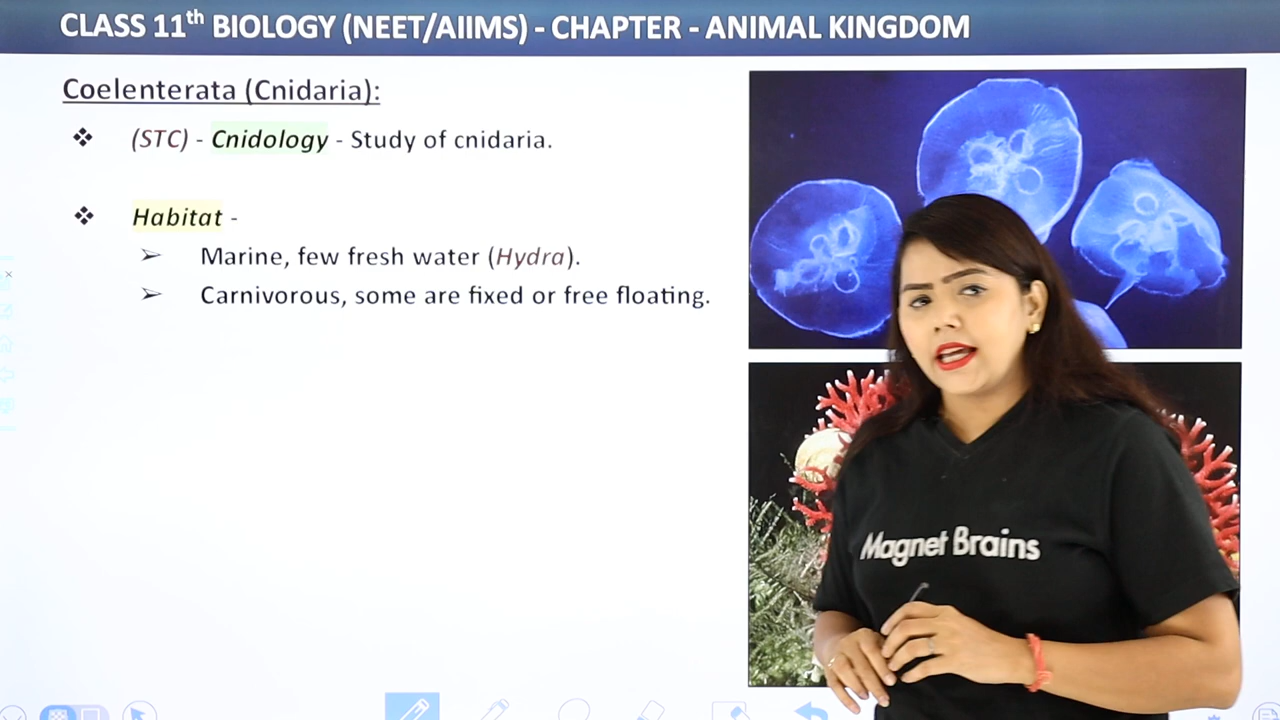 CLASS 11th BIOLOGY (NEET/AIIMS) - CHAPTER - ANIMAL KINGDOM
Coelenterata (Cnidaria):
❖ (STC) - Cnidology - Study of cnidaria.
❖ Habitat -
➢ Marine, few fresh water (Hydra).
➢ Carnivorous, some are fixed or free floating.
Magnet Brains